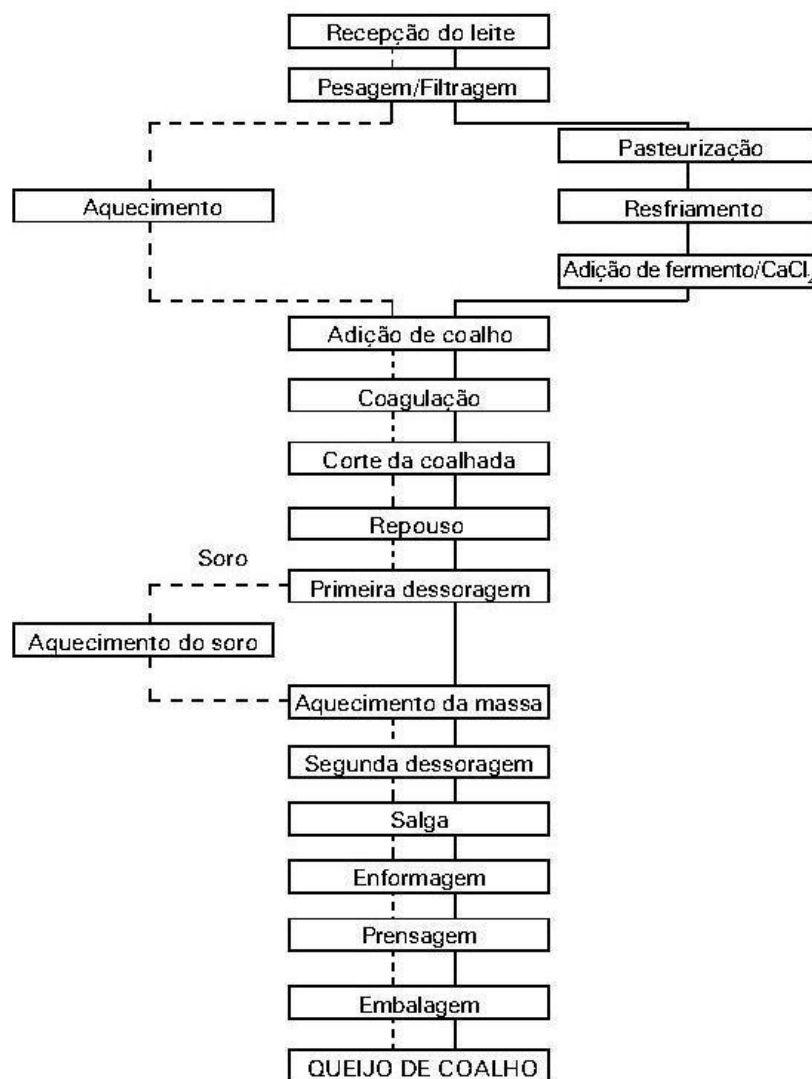 Recepção do leite
Pesagem/Filtragem
Pasteurização
Aquecimento
Resfriamento
Adição de fermento/CaCl₂
Adição de coalho
Coagulação
Corte da coalhada
Repouso
Soro
Primeira dessoragem
Aquecimento do soro
Aquecimento da massa
Segunda dessoragem
Salga
Enformagem
Prensagem
Embalagem
QUEIJO DE COALHO